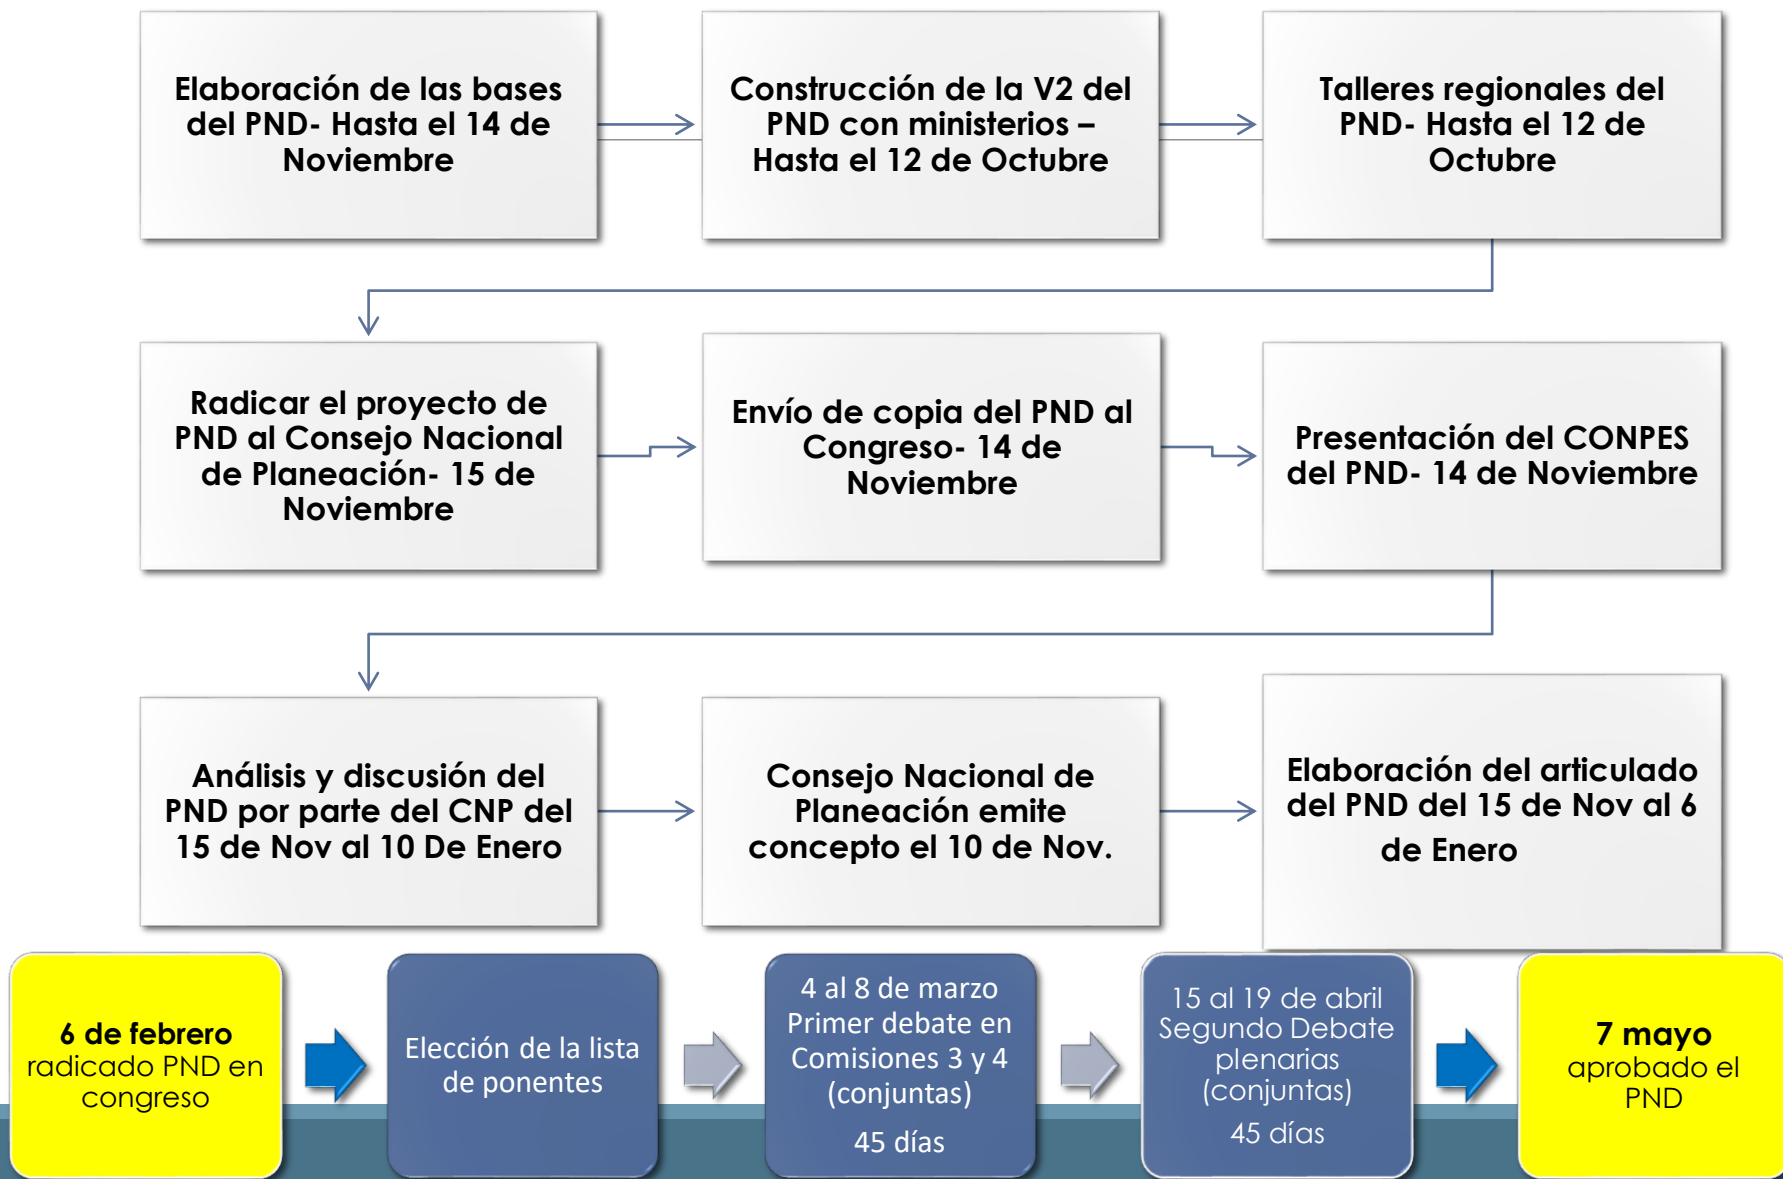 Elaboración de las bases
del PND- Hasta el 14 de
Noviembre
Construcción de la V2 del
PND con ministerios –
Hasta el 12 de Octubre
Talleres regionales del
PND- Hasta el 12 de
Octubre
Radicar el proyecto de
PND al Consejo Nacional
de Planeación- 15 de
Noviembre
Envío de copia del PND al
Congreso- 14 de
Noviembre
Presentación del CONPES
del PND- 14 de Noviembre
Análisis y discusión del
PND por parte del CNP del
15 de Nov al 10 De Enero
Consejo Nacional de
Planeación emite
concepto el 10 de Nov.
Elaboración del articulado
del PND del 15 de Nov al 6
de Enero
6 de febrero
radicado PND en
congreso
Elección de la lista
de ponentes
4 al 8 de marzo
Primer debate en
Comisiones 3 y 4
(conjuntas)
45 días
15 al 19 de abril
Segundo Debate
plenarias
(conjuntas)
45 días
7 mayo
aprobado el
PND